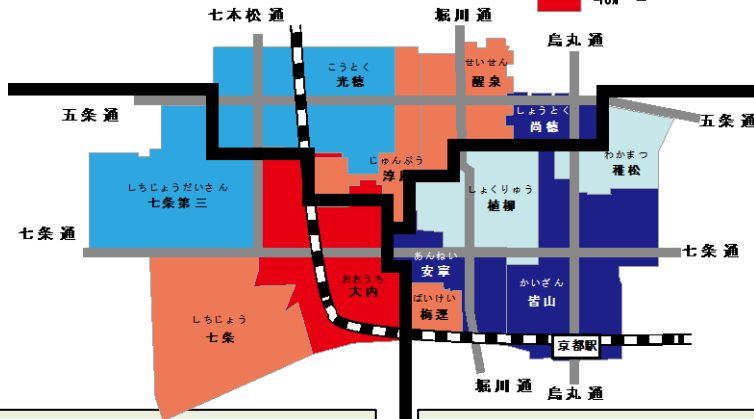 七本松通
堀川通
烏丸通
こうとく
光徳
せいせん
醒泉
しょうとく
尚徳
五条通
五条通
じゅんぷう
わかまつ
稚松
しちじょうだいさん
七条第三
しょくりゅう
植柳
七条通
七条通
あんねい
安寧
おおうち
大内
かいざん
皆山
ばいけい
梅逕
しちじょう
七条
京都駅
堀川通
烏丸通